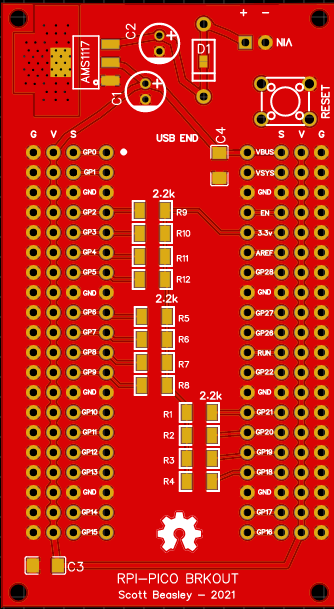 C2
+ -
AMS1117
D1
VIN
C1
RESET
G V S
USB END
C4
S V G
GP0
VBUS
GP1
VSYS
GND
2.2k
GND
GP2
R9
EN
GP3
R10
3.3v
GP4
R11
AREF
GP5
R12
GP28
GND
2.2k
GND
GP6
R5
GP27
GP7
R6
GP26
GP8
R7
RUN
GP9
R8
GP22
GND
2.2k
GND
GP10
R1
GP21
GP11
R2
GP20
GP12
R3
GP19
GP13
R4
GP18
GND
GND
GP14
GP17
GP15
GP16
C3
RPI-PICO BRKOUT
Scott Beasley - 2021